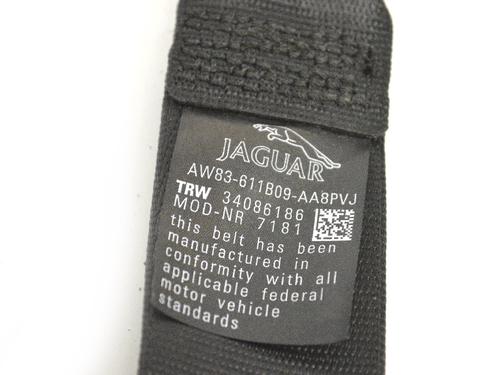 JAGUAR
AW83-611B09-AA8PVJ
TRW 34086186
MOD-NR 7181
this belt has been
manufactured in
conformity with all
applicable federal
motor vehicle
standards